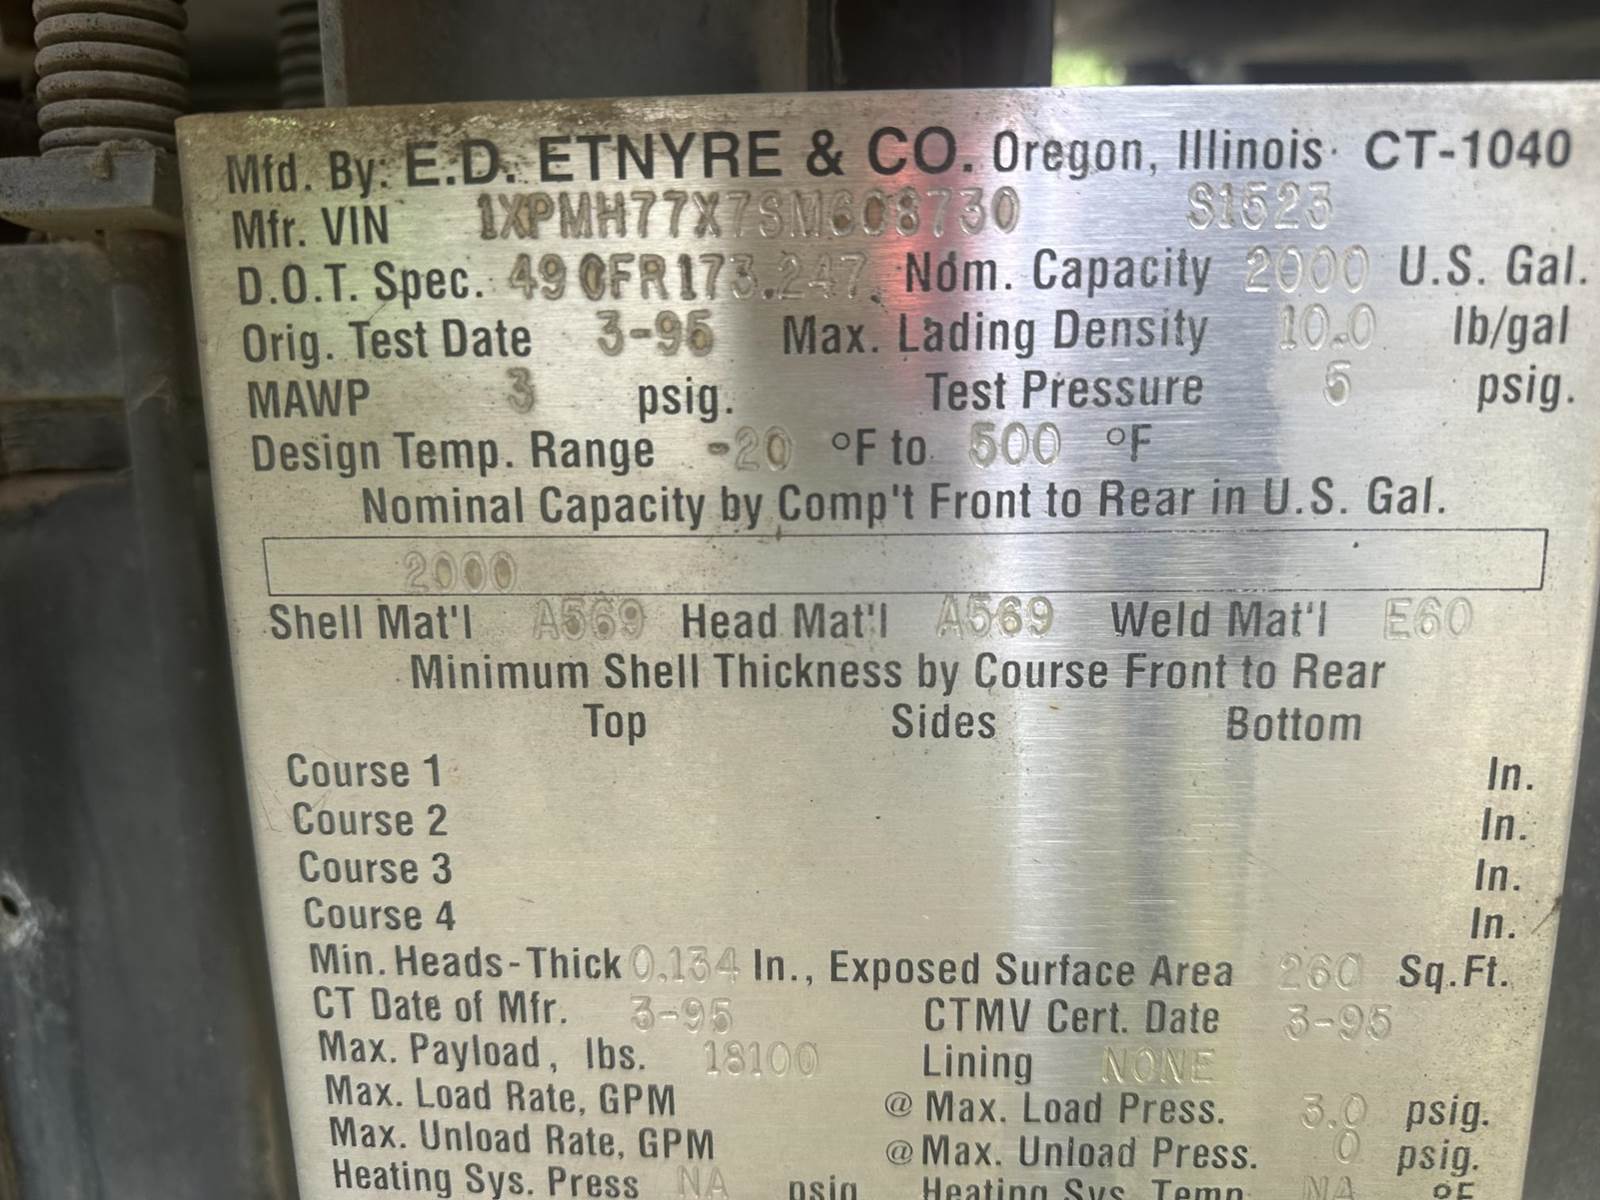 Mfd. By: E.D. ETNYRE & CO. Oregon, Illinois CT-1040
Mfr. VIN 1XPMH77X7SM608730 S1523
D.O.T. Spec. 49 CFR173.247 Nom. Capacity 2000 U.S. Gal.
Orig. Test Date 3-95 Max. Lading Density 10.0 lb/gal
MAWP 3 psig. Test Pressure 5 psig.
Design Temp. Range -20 °F to 500 °F
Nominal Capacity by Comp't Front to Rear in U.S. Gal.
2000
Shell Mat'l A569 Head Mat'l A569 Weld Mat'l E60
Minimum Shell Thickness by Course Front to Rear
Top Sides Bottom
Course 1 In.
Course 2 In.
Course 3 In.
Course 4 In.
Min. Heads-Thick 0.134 In., Exposed Surface Area 260 Sq.Ft.
CT Date of Mfr. 3-95 CTMV Cert. Date 3-95
Max. Payload, lbs. 18100 Lining NONE
Max. Load Rate, GPM @ Max. Load Press. 3.0 psig.
Max. Unload Rate, GPM @ Max. Unload Press. 0 psig.
Heating Sys. Press NA psig Heating Sys. Temp. NA °F